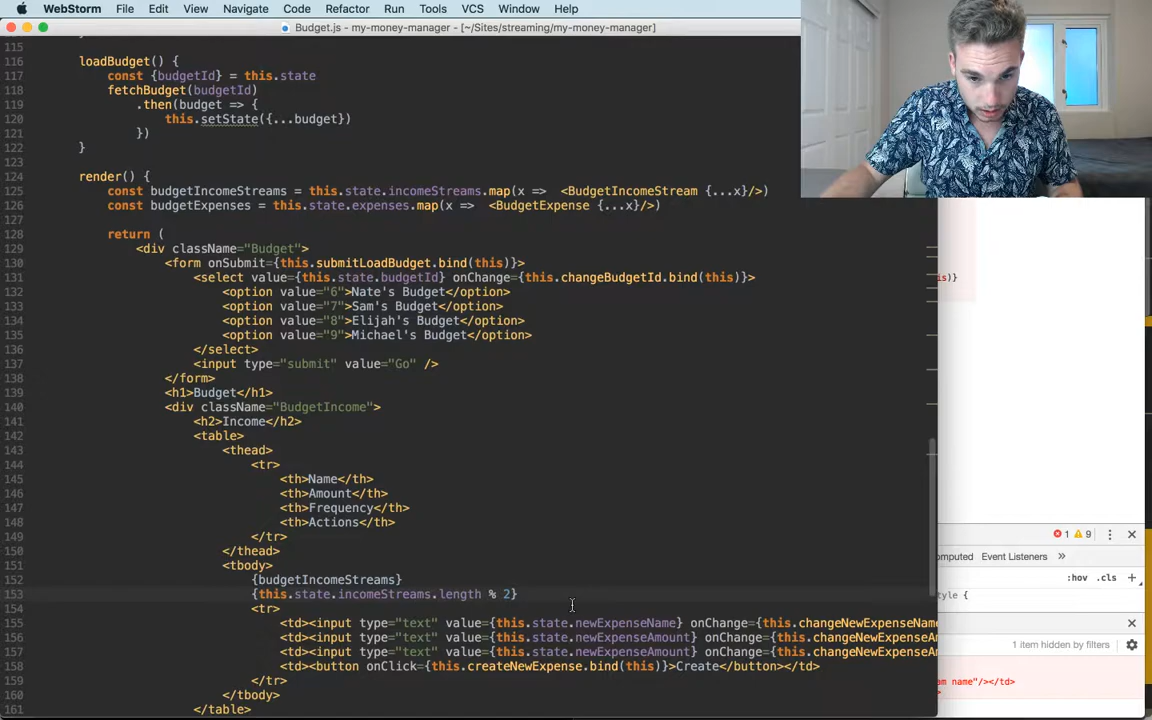 WebStorm File Edit View Navigate Code Refactor Run Tools VCS Window Help
Budget.js - my-money-manager - [~/Sites/streaming/my-money-manager]
115
116 loadBudget() {
117 const {budgetId} = this.state
118 fetchBudget(budgetId)
119 .then(budget => {
120 this.setState({...budget})
121 })
122 }
123
124 render() {
125 const budgetIncomeStreams = this.state.incomeStreams.map(x => <BudgetIncomeStream {...x}/>)
126 const budgetExpenses = this.state.expenses.map(x => <BudgetExpense {...x}/>)
127
128 return (
129 <div className="Budget">
130 <form onSubmit={this.submitLoadBudget.bind(this)}>
131 <select value={this.state.budgetId} onChange={this.changeBudgetId.bind(this)}>
132 <option value="6">Nate's Budget</option>
133 <option value="7">Sam's Budget</option>
134 <option value="8">Elijah's Budget</option>
135 <option value="9">Michael's Budget</option>
136 </select>
137 <input type="submit" value="Go" />
138 </form>
139 <h1>Budget</h1>
140 <div className="BudgetIncome">
141 <h2>Income</h2>
142 <table>
143 <thead>
144 <tr>
145 <th>Name</th>
146 <th>Amount</th>
147 <th>Frequency</th>
148 <th>Actions</th>
149 </tr>
150 </thead>
151 <tbody>
152 {budgetIncomeStreams}
153 {this.state.incomeStreams.length % 2}
154 <tr>
155 <td><input type="text" value={this.state.newExpenseName} onChange={this.changeNewExpenseName
156 <td><input type="text" value={this.state.newExpenseAmount} onChange={this.changeNewExpenseAm
157 <td><input type="text" value={this.state.newExpenseAmount} onChange={this.changeNewExpenseAm
158 <td><button onClick={this.createNewExpense.bind(this)}>Create</button></td>
159 </tr>
160 </tbody>
161 </table>
is)}
1 9
omputed Event Listeners »
:hov .cls +
style {
1 item hidden by filters
am name"/></td>